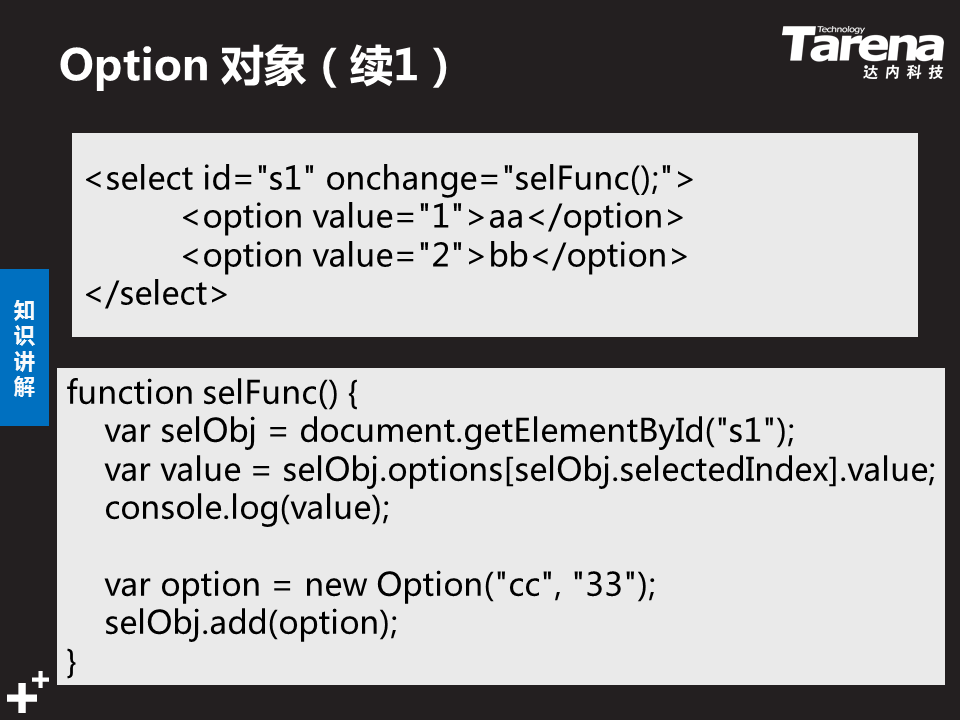 Option 对象（续1）
Technology
Tarena
达内科技
<select id="s1" onchange="selFunc();">
<option value="1">aa</option>
<option value="2">bb</option>
</select>
知识讲解
function selFunc() {
var selObj = document.getElementById("s1");
var value = selObj.options[selObj.selectedIndex].value;
console.log(value);
var option = new Option("cc", "33");
selObj.add(option);
}